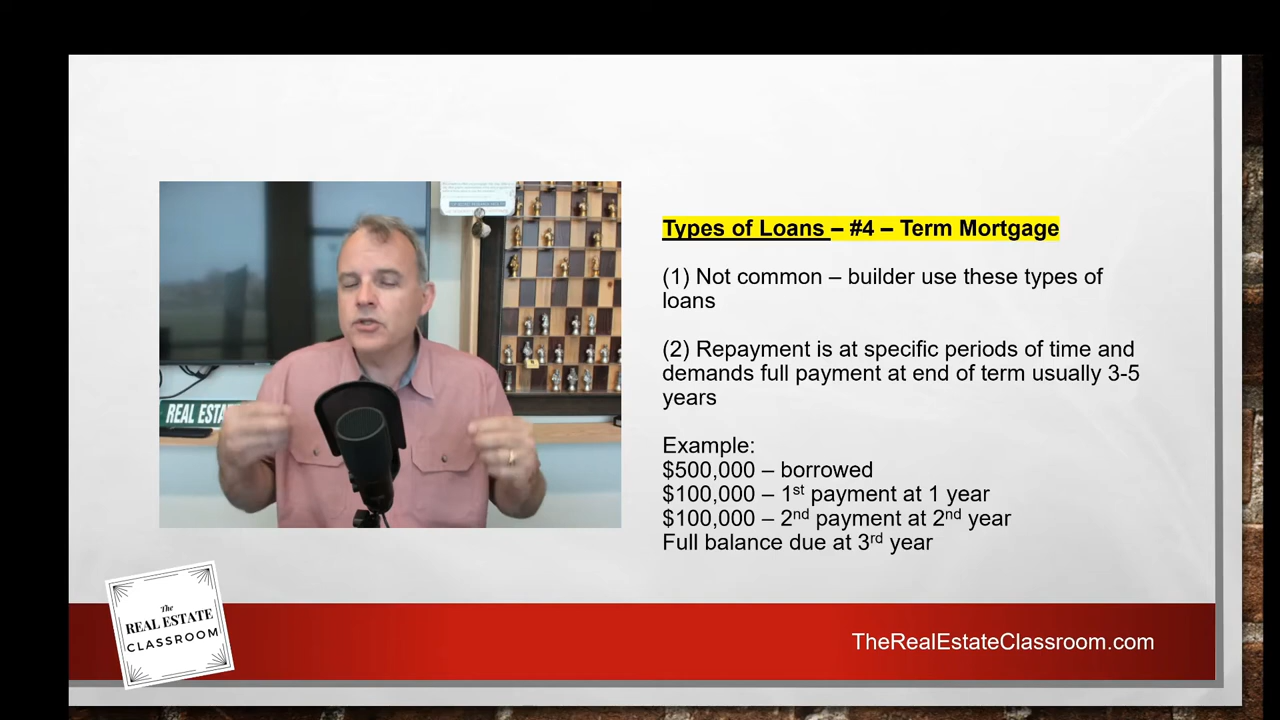 Types of Loans – #4 – Term Mortgage
(1) Not common – builder use these types of
loans
(2) Repayment is at specific periods of time and
demands full payment at end of term usually 3-5
years
Example:
$500,000 – borrowed
$100,000 – 1st payment at 1 year
$100,000 – 2nd payment at 2nd year
Full balance due at 3rd year
REAL ESTA
The
REAL ESTATE
CLASSROOM
TheRealEstateClassroom.com